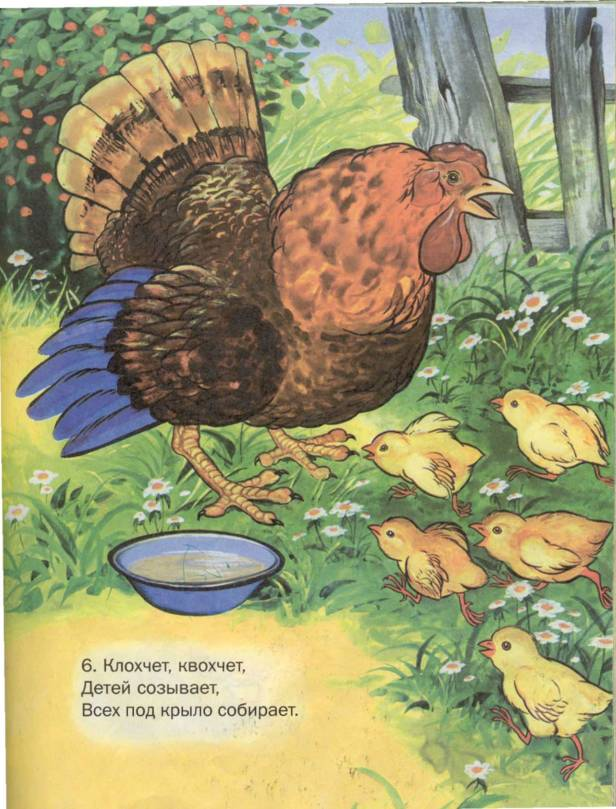 6. Клохчет, квохчет,
Детей созывает,
Всех под крыло собирает.